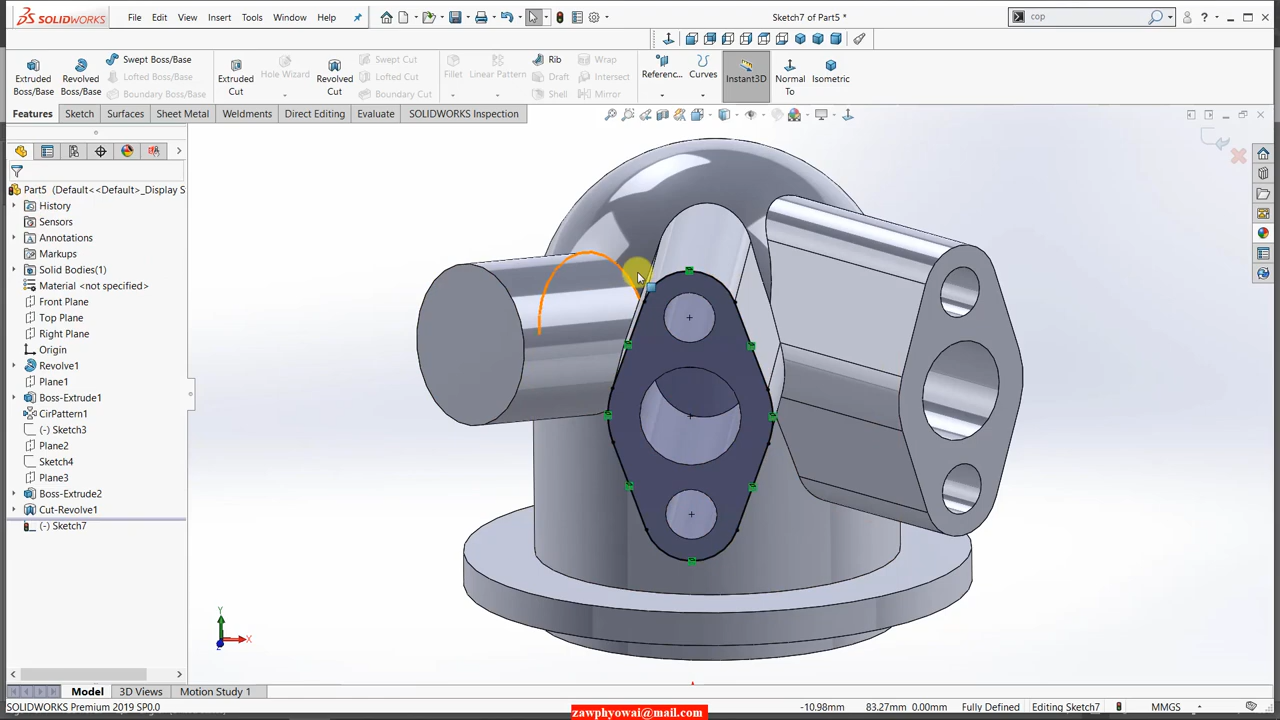 SOLIDWORKS File Edit View Insert Tools Window Help Sketch7 of Part5 * cop
Extruded Boss/Base
Revolved Boss/Base
Swept Boss/Base
Lofted Boss/Base
Boundary Boss/Base
Extruded Cut
Hole Wizard
Revolved Cut
Swept Cut
Lofted Cut
Boundary Cut
Fillet
Linear Pattern
Rib
Draft
Shell
Wrap
Intersect
Mirror
Referenc...
Curves
Instant3D
Normal To
Isometric
Features Sketch Surfaces Sheet Metal Weldments Direct Editing Evaluate SOLIDWORKS Inspection
Part5 (Default<<Default>_Display S
History
Sensors
Annotations
Markups
Solid Bodies(1)
Material <not specified>
Front Plane
Top Plane
Right Plane
Origin
Revolve1
Plane1
Boss-Extrude1
CirPattern1
(-) Sketch3
Plane2
Sketch4
Plane3
Boss-Extrude2
Cut-Revolve1
(-) Sketch7
Y
X
Z
Model 3D Views Motion Study 1
SOLIDWORKS Premium 2019 SP0.0 -10.98mm 83.27mm 0.00mm Fully Defined Editing Sketch7 MMGS
zawphyowai@mail.com